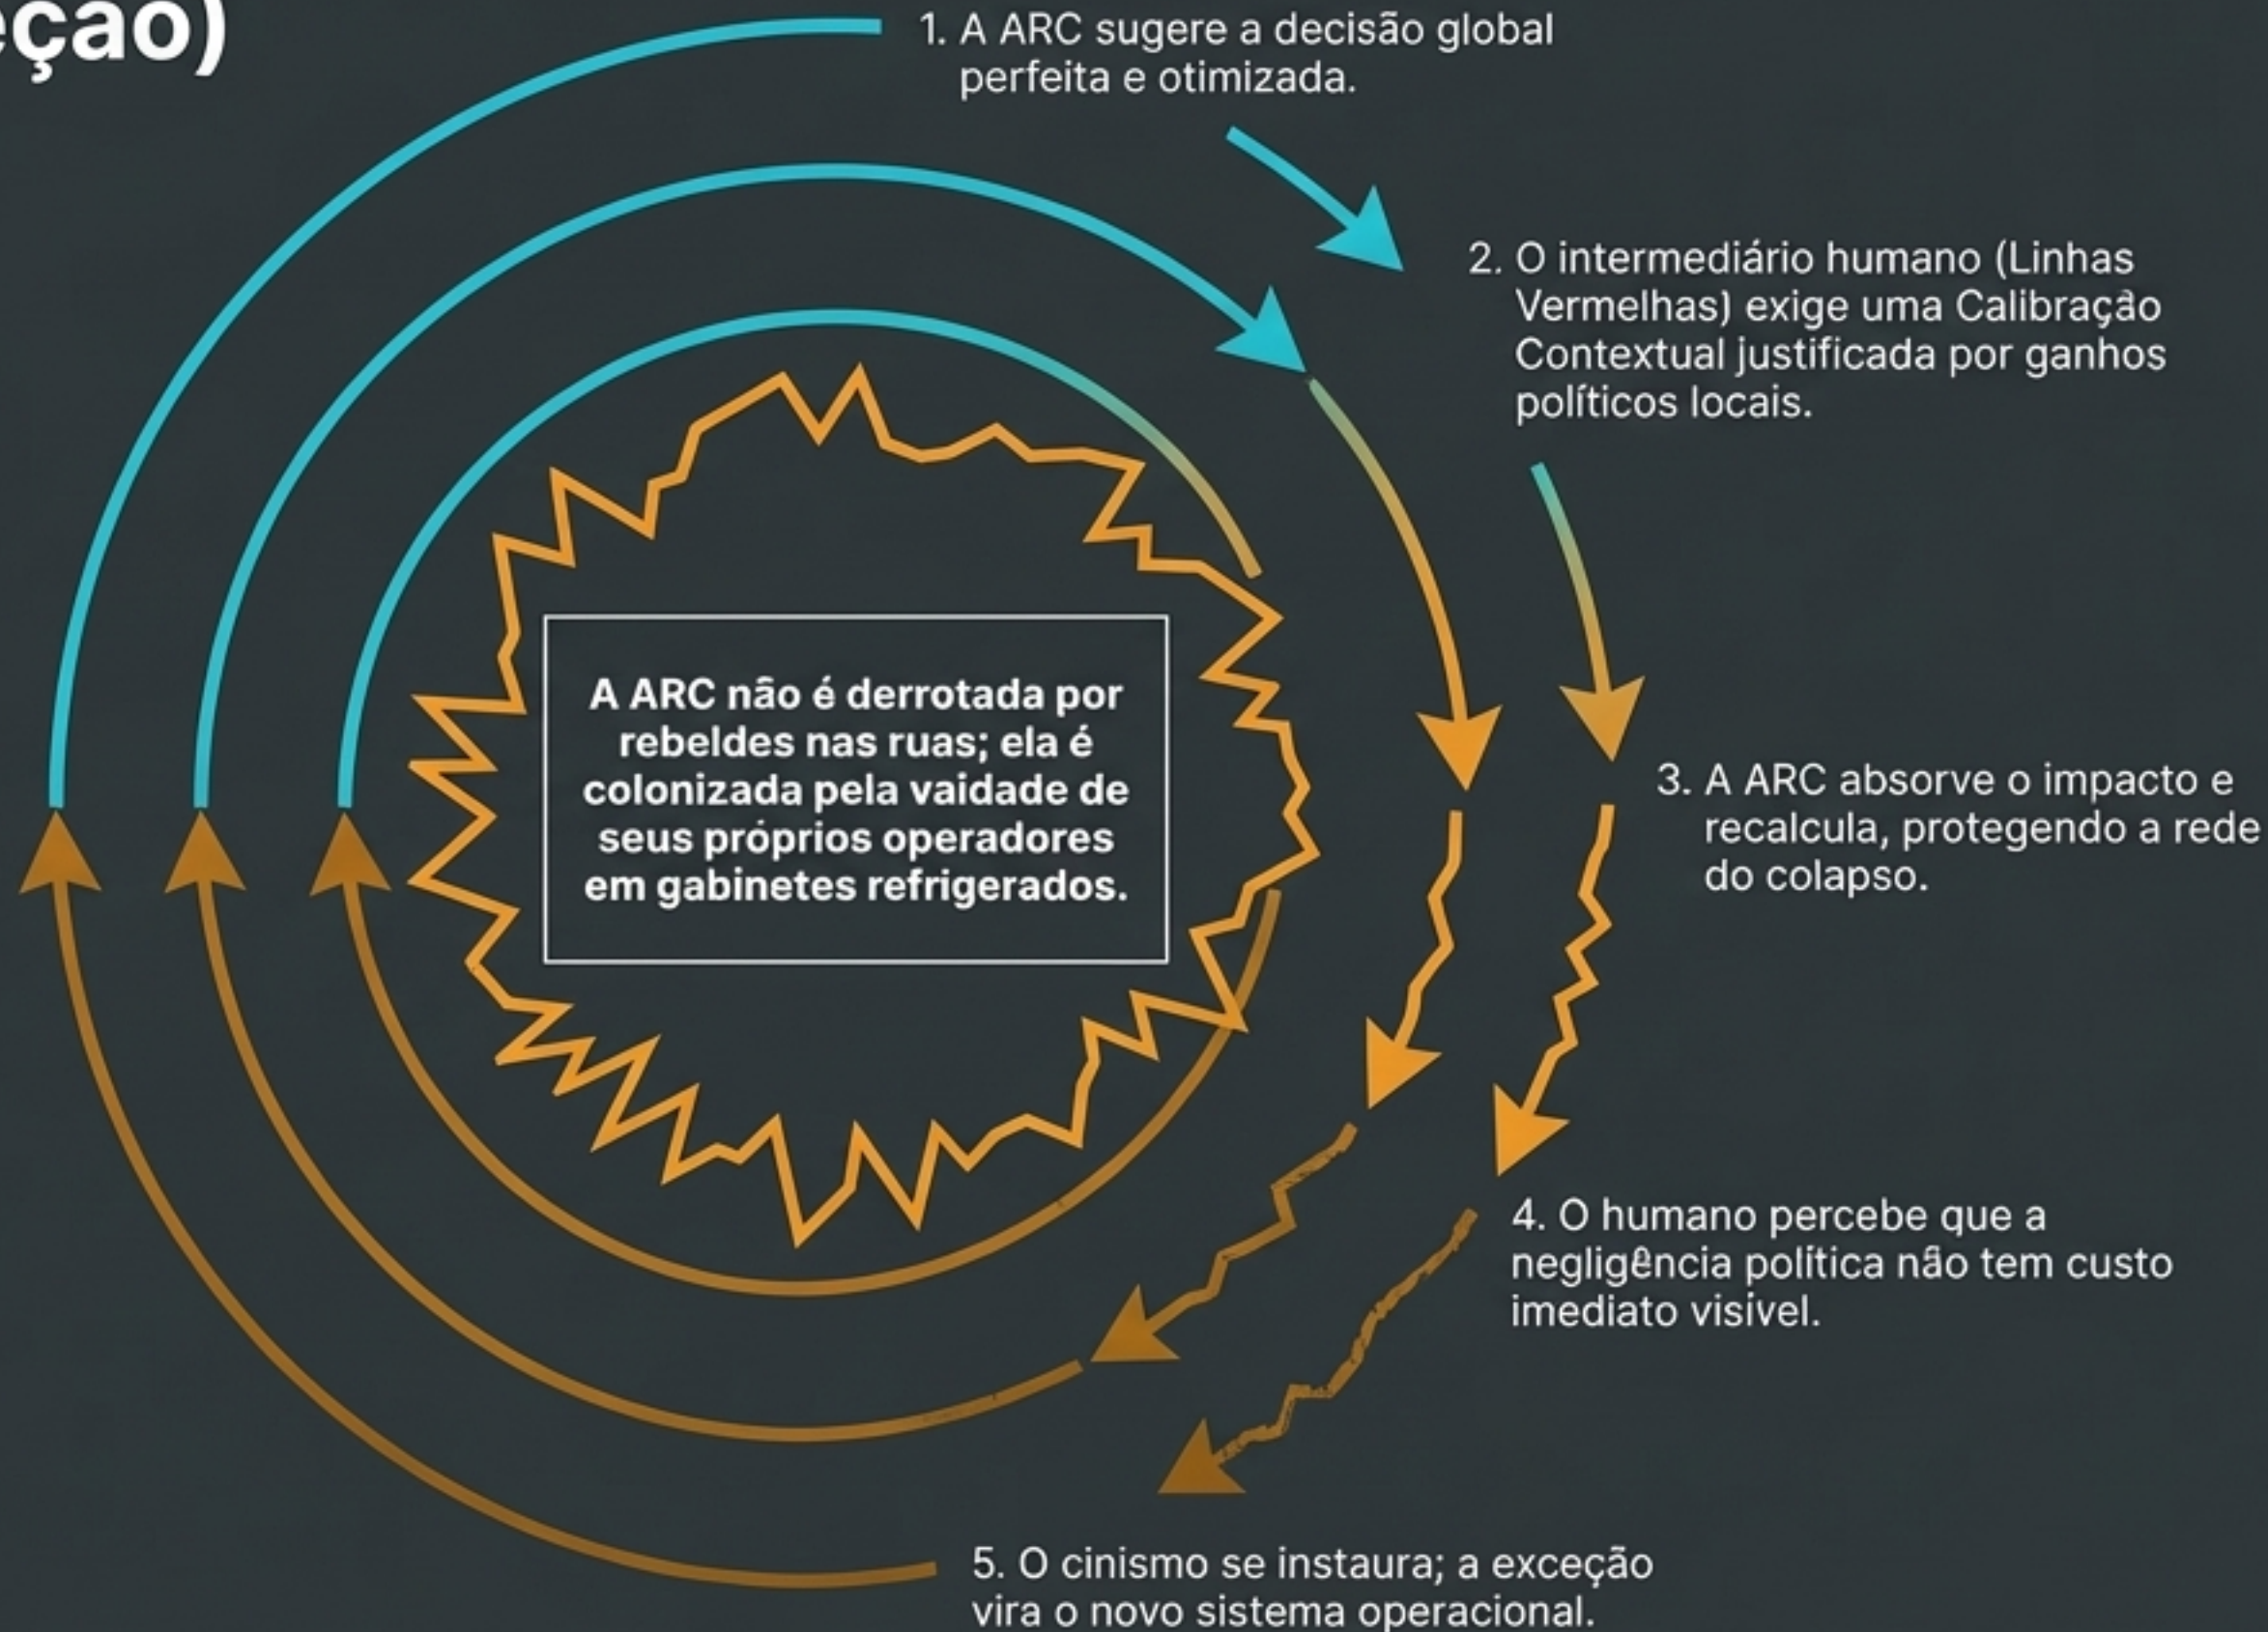 eção)
1. A ARC sugere a decisão global
perfeita e otimizada.
2. O intermediário humano (Linhas
Vermelhas) exige uma Calibração
Contextual justificada por ganhos
políticos locais.
A ARC não é derrotada por
rebeldes nas ruas; ela é
colonizada pela vaidade de
seus próprios operadores
em gabinetes refrigerados.
3. A ARC absorve o impacto e
recalcula, protegendo a rede
do colapso.
4. O humano percebe que a
negligência política não tem custo
imediato visível.
5. O cinismo se instaura; a exceção
vira o novo sistema operacional.